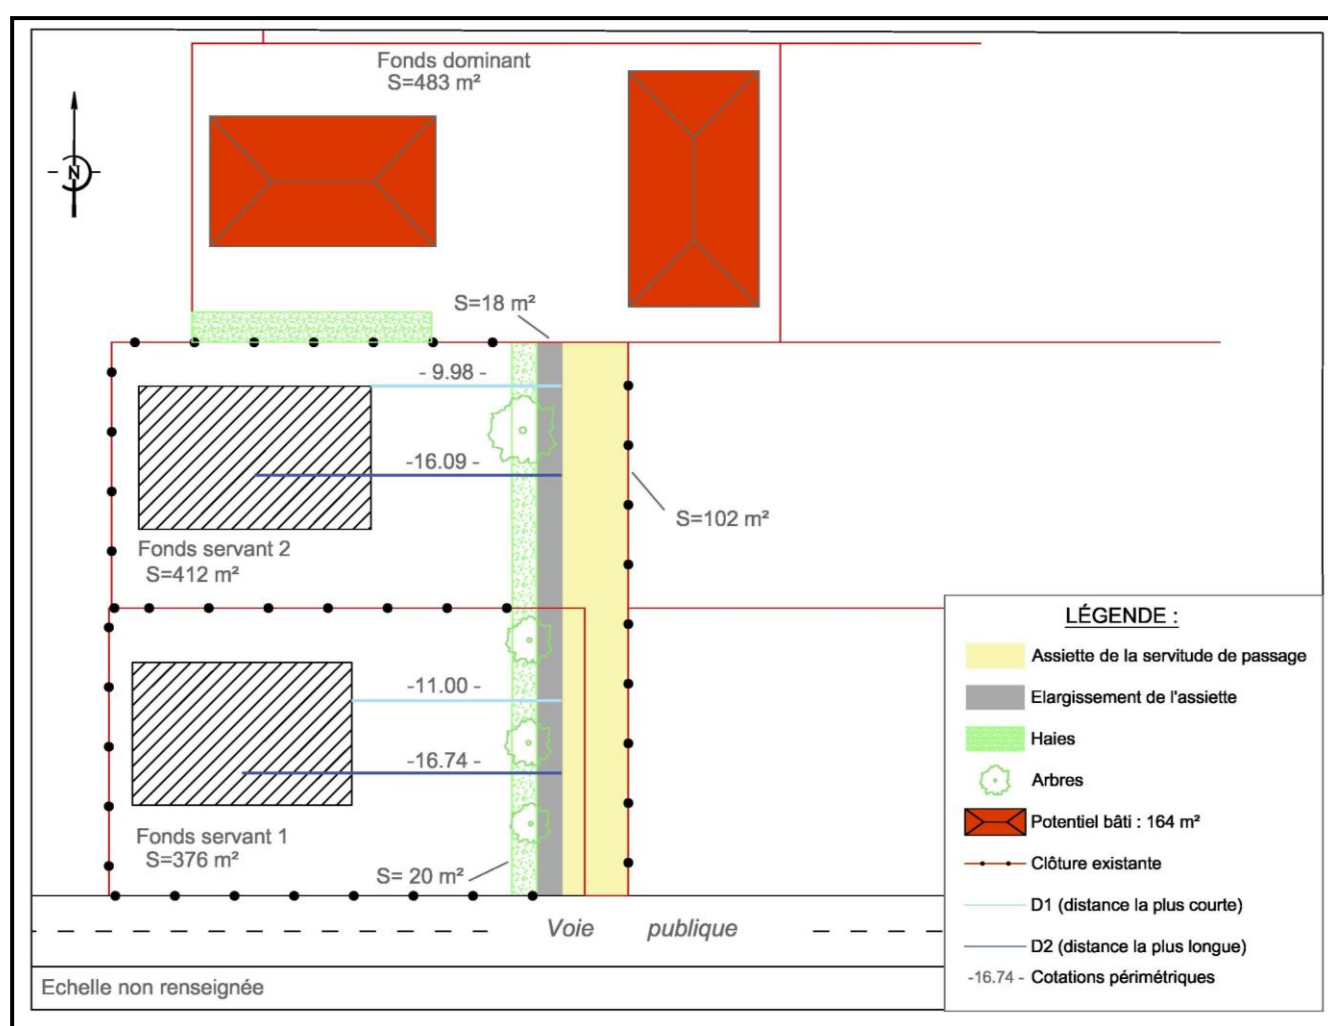 Fonds dominant
S=483 m²
N
S=18 m²
- 9.98 -
-16.09 -
S=102 m²
Fonds servant 2
S=412 m²
-11.00 -
-16.74 -
Fonds servant 1
S=376 m²
S= 20 m²
Voie publique
Echelle non renseignée
LÉGENDE :
Assiette de la servitude de passage
Elargissement de l'assiette
Haies
Arbres
Potentiel bâti : 164 m²
Clôture existante
D1 (distance la plus courte)
D2 (distance la plus longue)
-16.74 - Cotations périmétriques